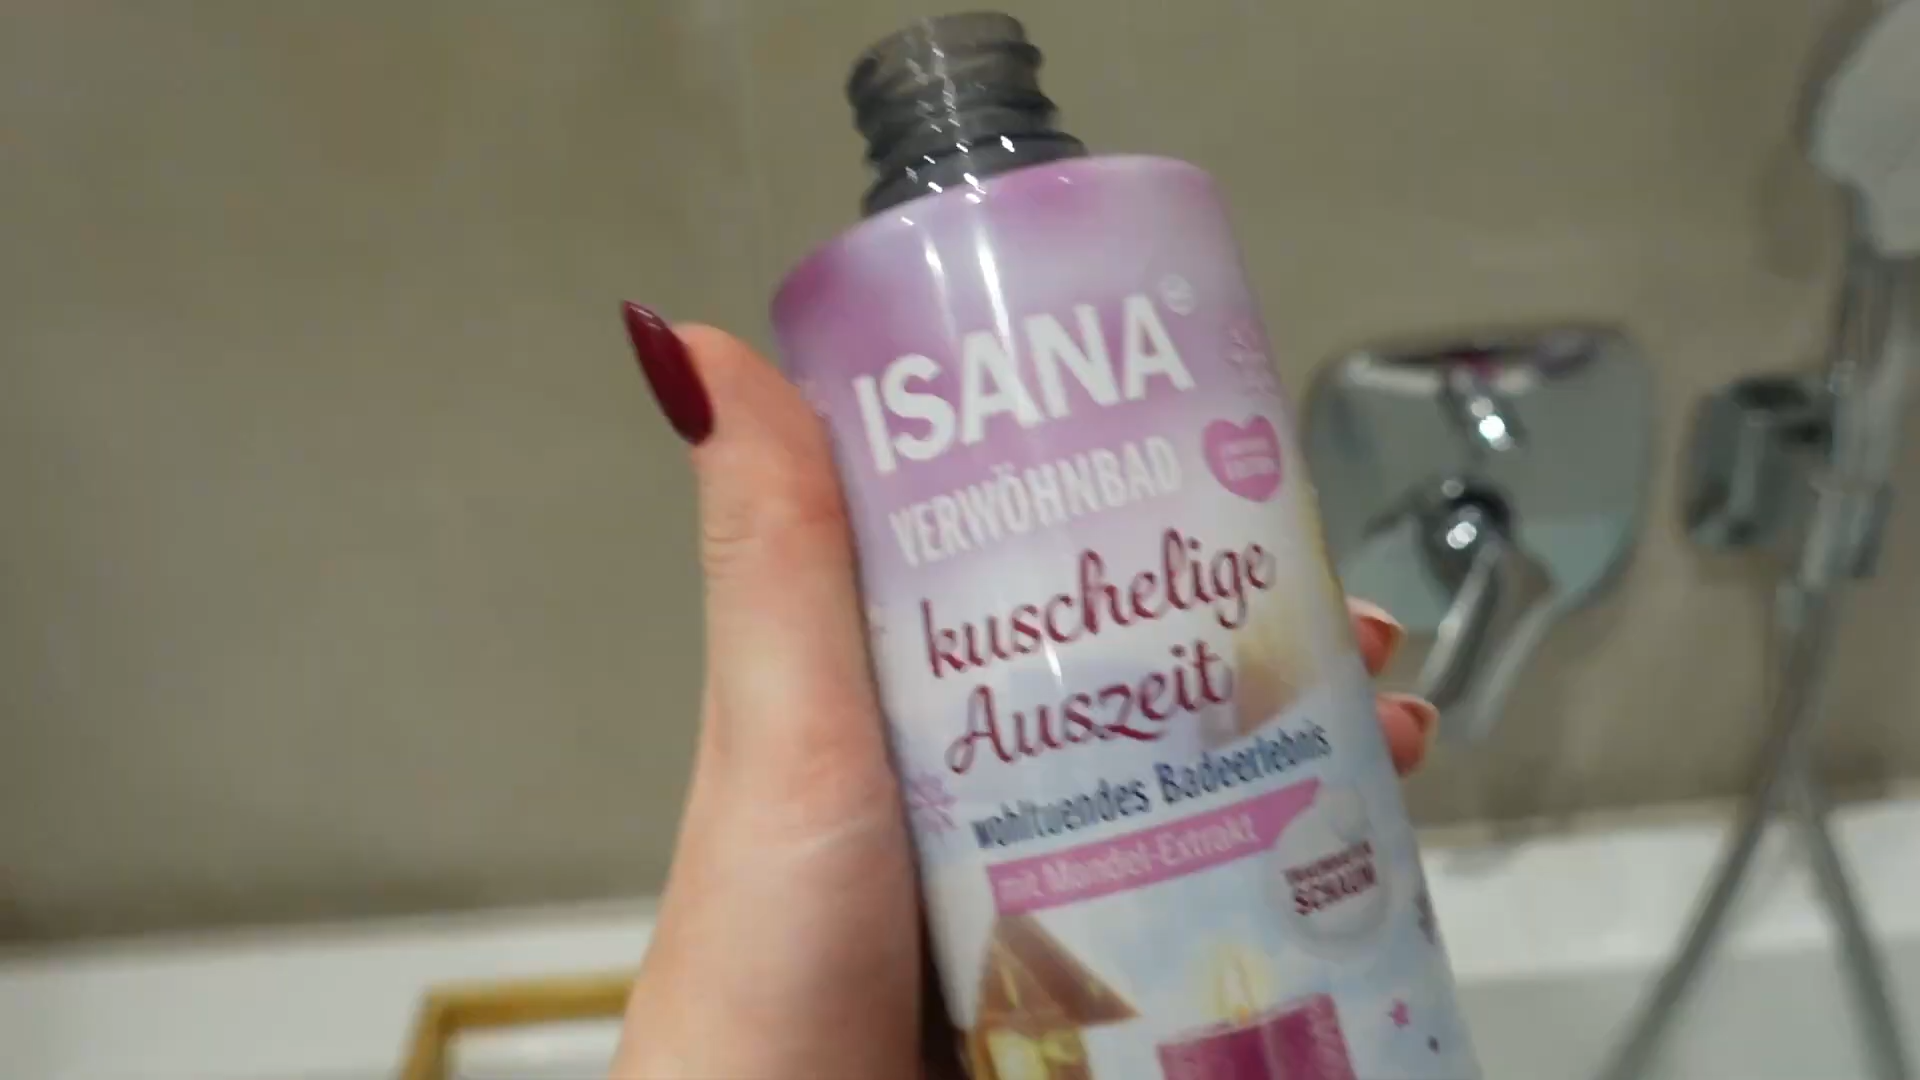 ISANA
VERWÖHNBAD
kuschelige
Auszeit
wohltuendes Badeerlebnis
mit Mandel-Extrakt
SCHAUM